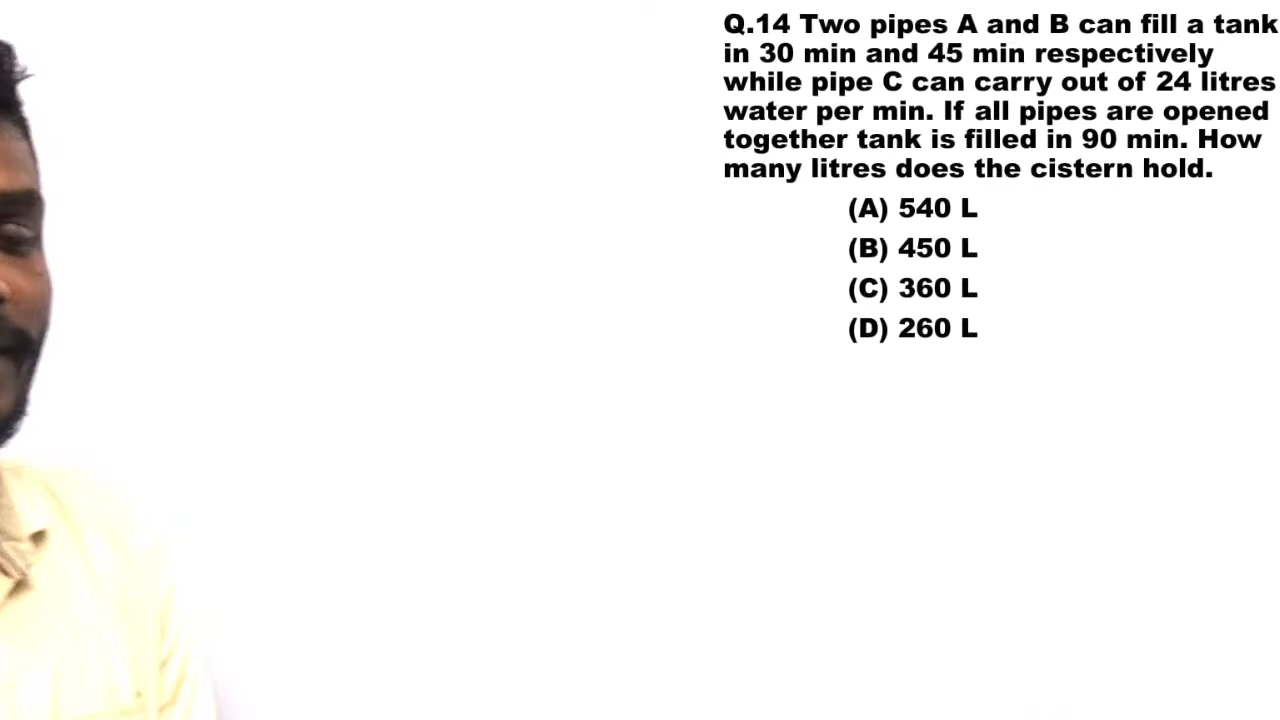 Q.14 Two pipes A and B can fill a tank
in 30 min and 45 min respectively
while pipe C can carry out of 24 litres
water per min. If all pipes are opened
together tank is filled in 90 min. How
many litres does the cistern hold.
(A) 540 L
(B) 450 L
(C) 360 L
(D) 260 L